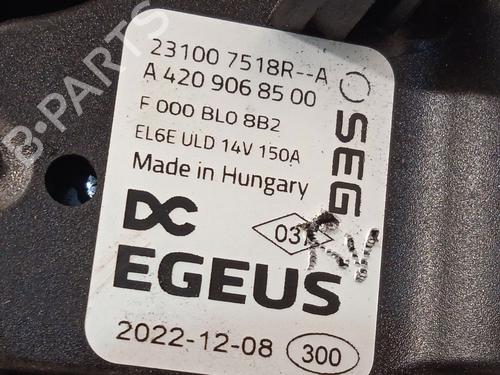 23100 7518R--A
A 420 906 85 00
F 000 BL0 8B2
EL6E ULD 14V 150A
Made in Hungary
SEG
DC
037
EGEUS
2022-12-08
300
B-PARTS